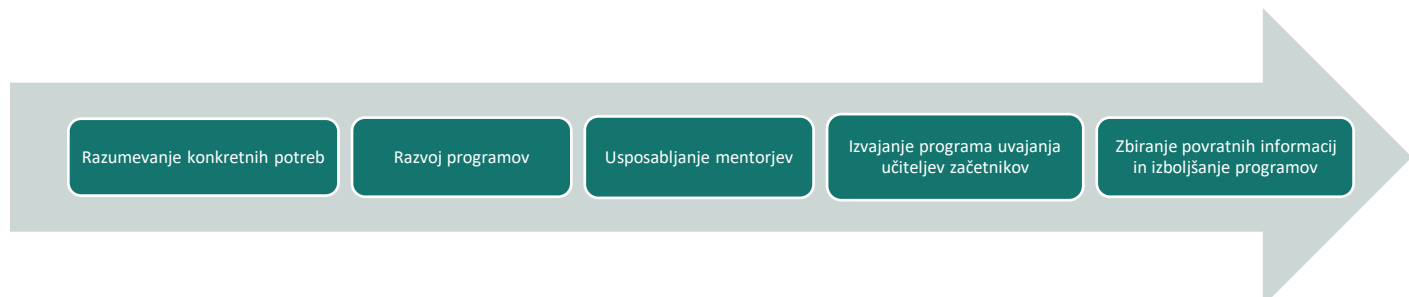 Razumevanje konkretnih potreb
Razvoj programov
Usposabljanje mentorjev
Izvajanje programa uvajanja
učiteljev začetnikov
Zbiranje povratnih informacij
in izboljšanje programov